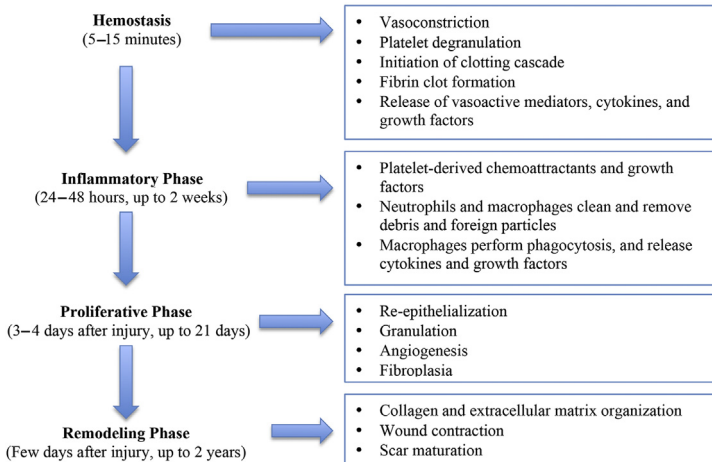 Hemostasis
(5–15 minutes)
• Vasoconstriction
• Platelet degranulation
• Initiation of clotting cascade
• Fibrin clot formation
• Release of vasoactive mediators, cytokines, and
growth factors
Inflammatory Phase
(24–48 hours, up to 2 weeks)
• Platelet-derived chemoattractants and growth
factors
• Neutrophils and macrophages clean and remove
debris and foreign particles
• Macrophages perform phagocytosis, and release
cytokines and growth factors
Proliferative Phase
(3–4 days after injury, up to 21 days)
• Re-epithelialization
• Granulation
• Angiogenesis
• Fibroplasia
Remodeling Phase
(Few days after injury, up to 2 years)
• Collagen and extracellular matrix organization
• Wound contraction
• Scar maturation